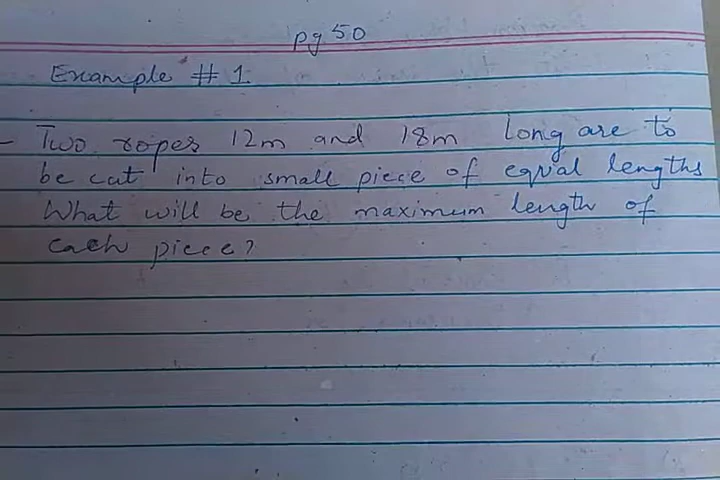 pg 50
Example # 1.
- Two ropes 12m and 18m long are to
be cut into small piece of equal lengths
What will be the maximum length of
each piece?